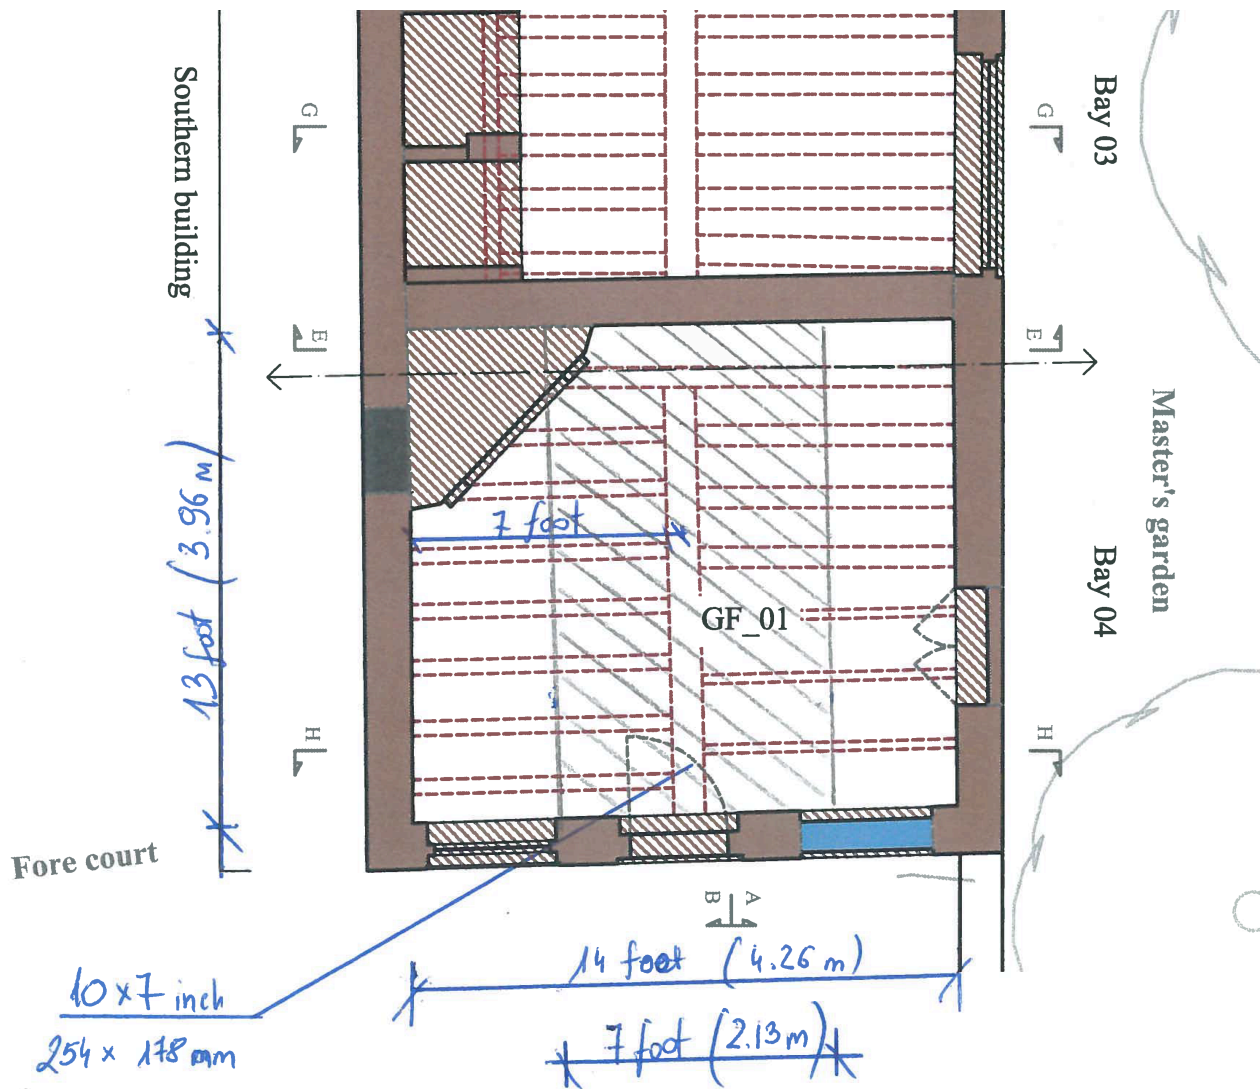 Southern building
G
G
Bay 03
E
E
Master's garden
13 foot (3.96 m)
7 foot
GF_01
Bay 04
H
H
Fore court
B
A
14 foot (4.26 m)
10 x 7 inch
254 x 178 mm
7 foot (2.13 m)